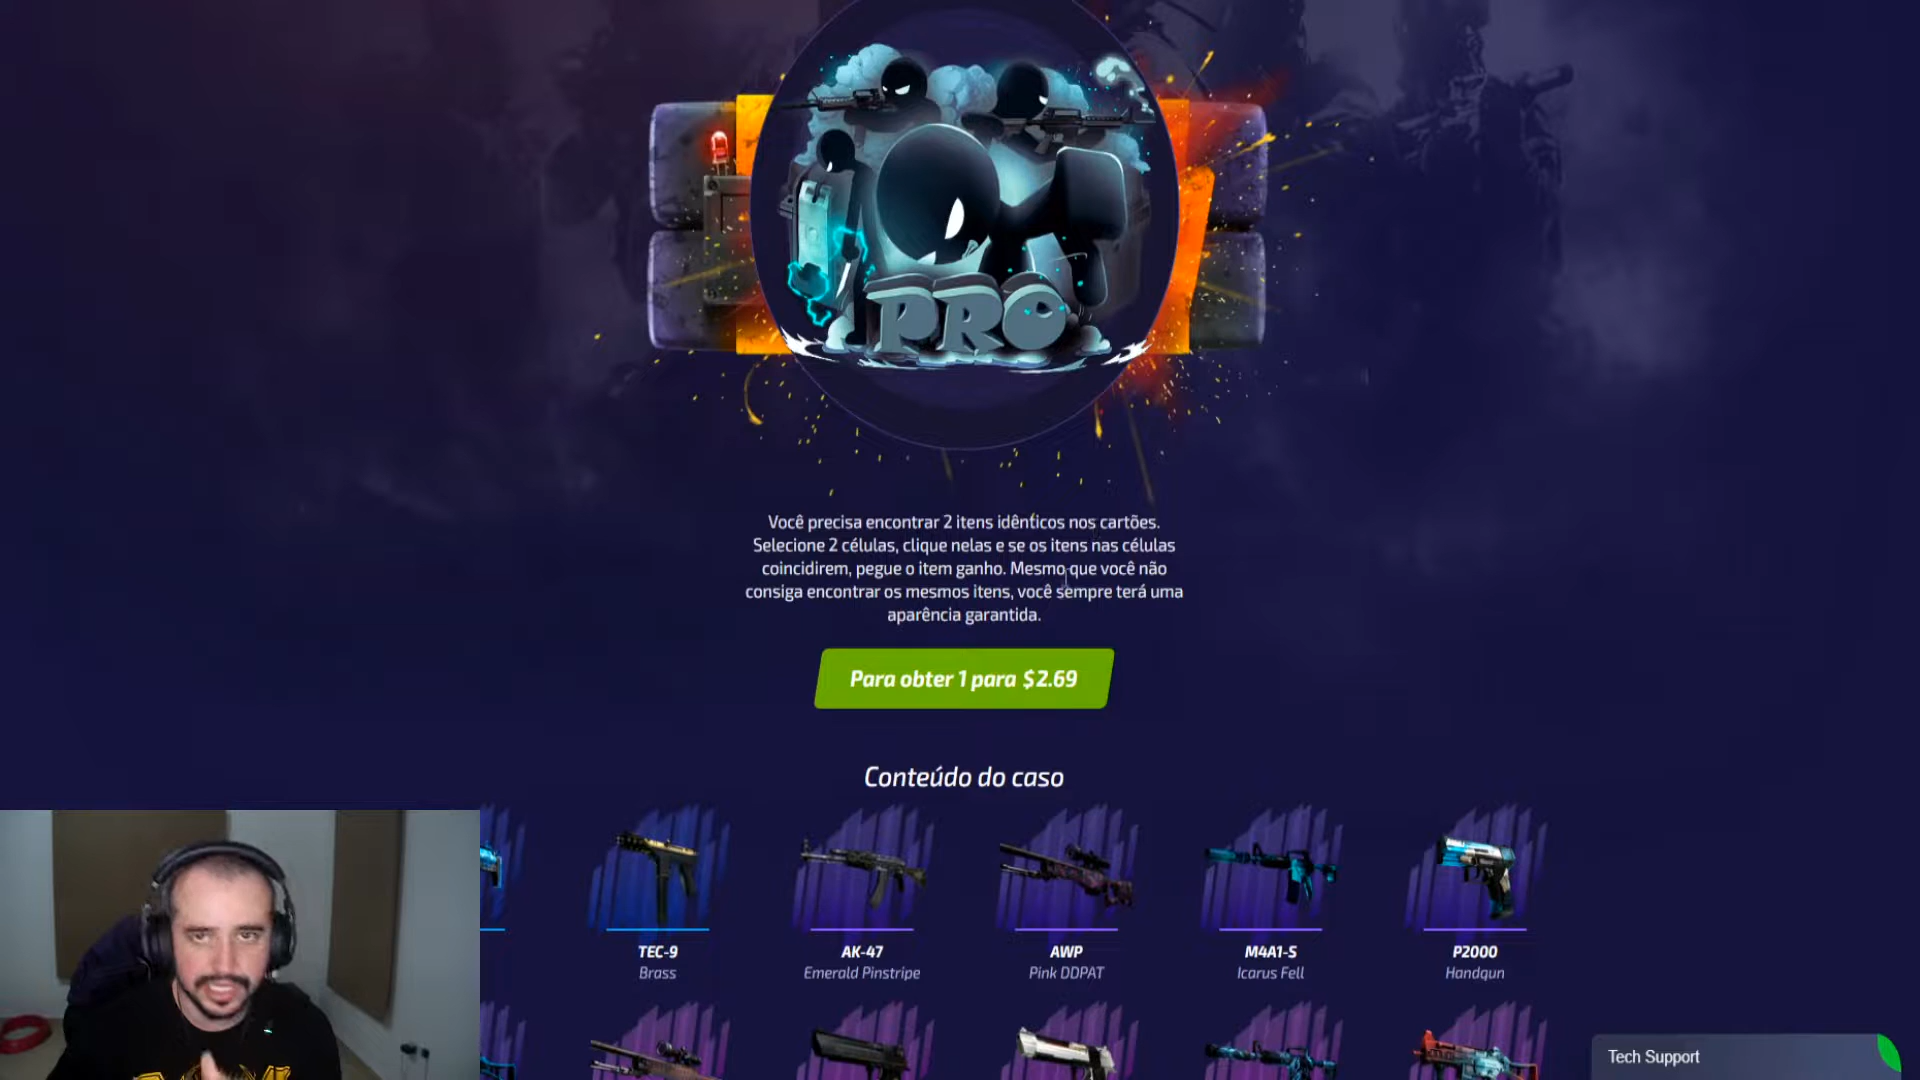 PRO
Você precisa encontrar 2 itens idênticos nos cartões.
Selecione 2 células, clique nelas e se os itens nas células
coincidirem, pegue o item ganho. Mesmo que você não
consiga encontrar os mesmos itens, você sempre terá uma
aparência garantida.
Para obter 1 para $2.69
Conteúdo do caso
TEC-9
Brass
AK-47
Emerald Pinstripe
AWP
Pink DDPAT
M4A1-S
Icarus Fell
P2000
Handgun
Tech Support